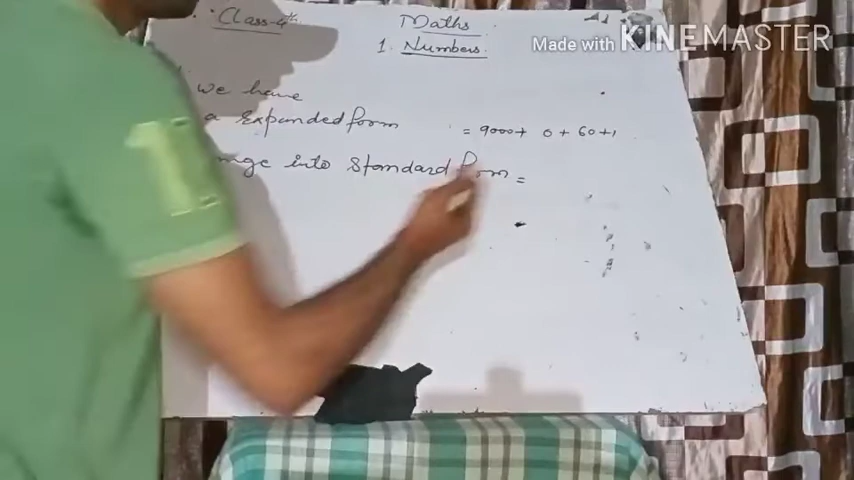 Class-4th Maths
1. Numbers.
Made with KINEMASTER
we have
a Expanded form = 9000+ 0+ 60+1
into Standard form =